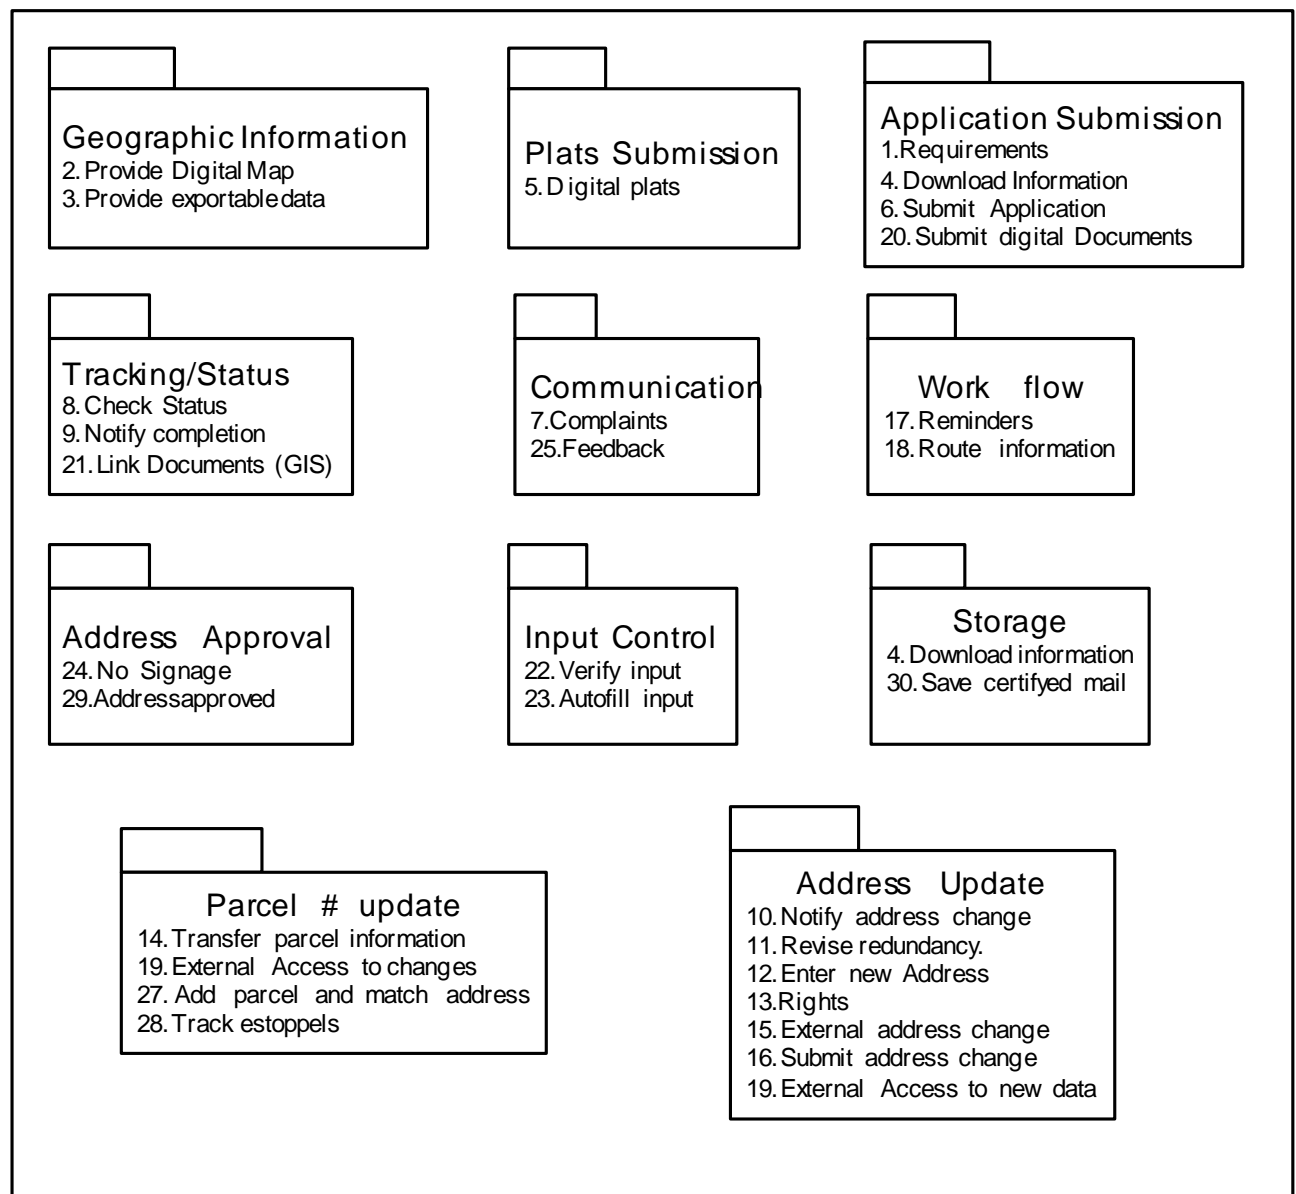 Geographic Information
2. Provide Digital Map
3. Provide exportable data
Plats Submission
5. Digital plats
Application Submission
1. Requirements
4. Download Information
6. Submit Application
20. Submit digital Documents
Tracking/Status
8. Check Status
9. Notify completion
21. Link Documents (GIS)
Communication
7. Complaints
25. Feedback
Work flow
17. Reminders
18. Route information
Address Approval
24. No Signage
29. Address approved
Input Control
22. Verify input
23. Autofill input
Storage
4. Download information
30. Save certifyed mail
Parcel # update
14. Transfer parcel information
19. External Access to changes
27. Add parcel and match address
28. Track estoppels
Address Update
10. Notify address change
11. Revise redundancy.
12. Enter new Address
13. Rights
15. External address change
16. Submit address change
19. External Access to new data